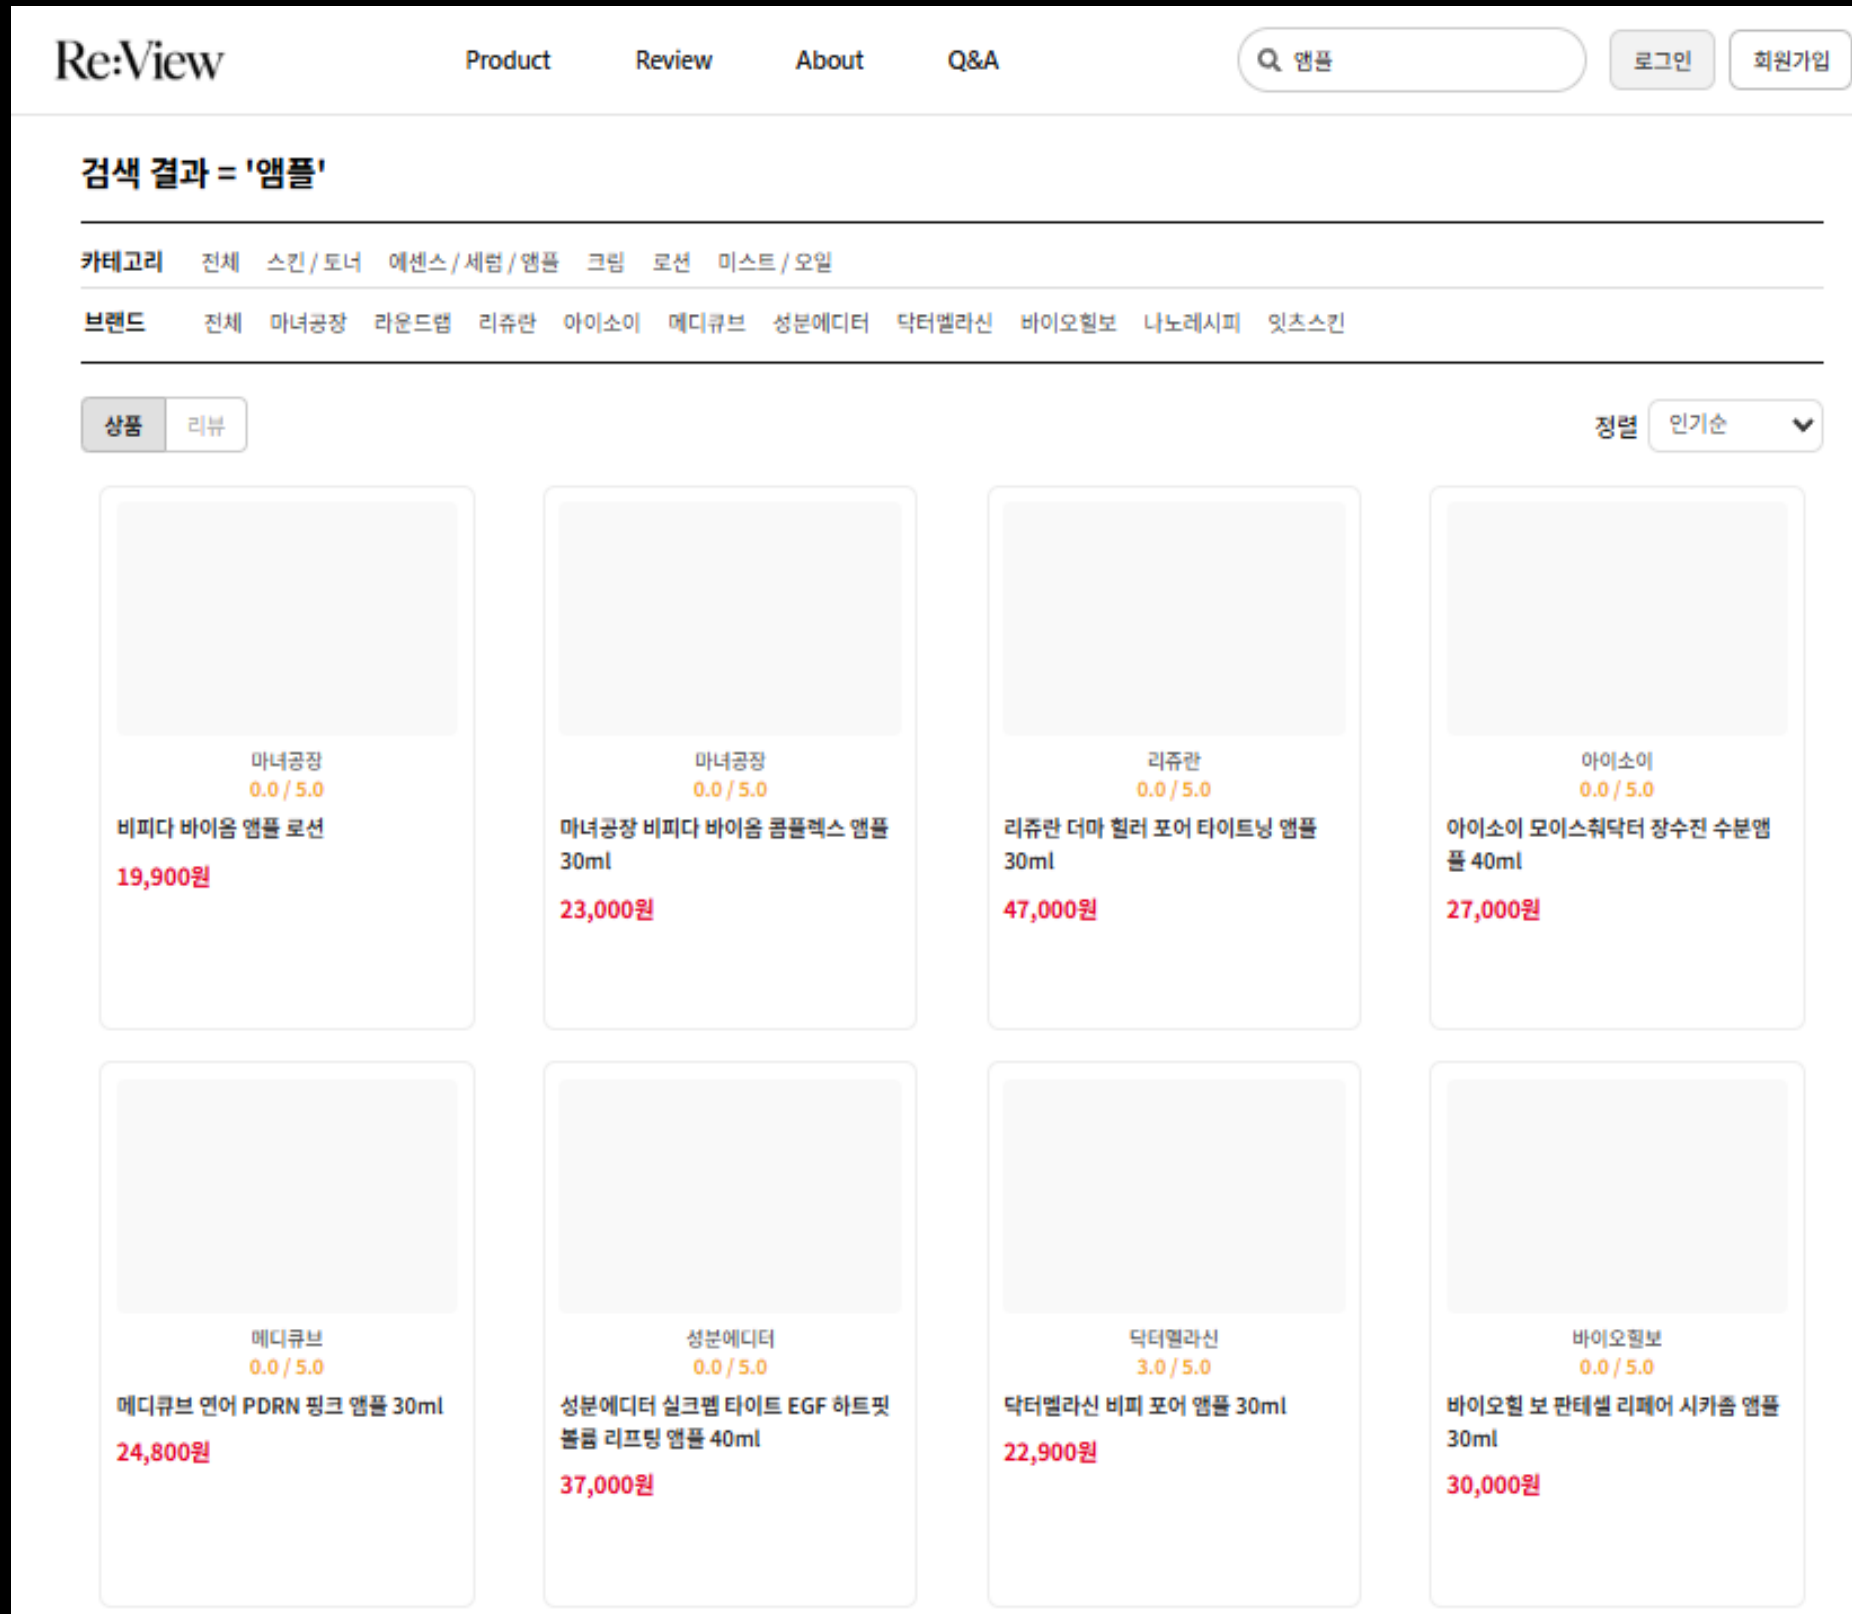 Re:View Product Review About Q&A 앰플 로그인 회원가입
검색 결과 = '앰플'
카테고리 전체 스킨 / 토너 에센스 / 세럼 / 앰플 크림 로션 미스트 / 오일
브랜드 전체 마녀공장 라운드랩 리쥬란 아이소이 메디큐브 성분에디터 닥터멜라신 바이오힐보 나노레시피 잇츠스킨
상품 리뷰 정렬 인기순
마녀공장
0.0 / 5.0
비피다 바이옴 앰플 로션
19,900원
마녀공장
0.0 / 5.0
마녀공장 비피다 바이옴 콤플렉스 앰플
30ml
23,000원
리쥬란
0.0 / 5.0
리쥬란 더마 힐러 포어 타이트닝 앰플
30ml
47,000원
아이소이
0.0 / 5.0
아이소이 모이스춰닥터 장수진 수분앰
플 40ml
27,000원
메디큐브
0.0 / 5.0
메디큐브 연어 PDRN 핑크 앰플 30ml
24,800원
성분에디터
0.0 / 5.0
성분에디터 실크펩 타이트 EGF 하트핏
볼륨 리프팅 앰플 40ml
37,000원
닥터멜라신
3.0 / 5.0
닥터멜라신 비피 포어 앰플 30ml
22,900원
바이오힐보
0.0 / 5.0
바이오힐 보 판테셀 리페어 시카좀 앰플
30ml
30,000원